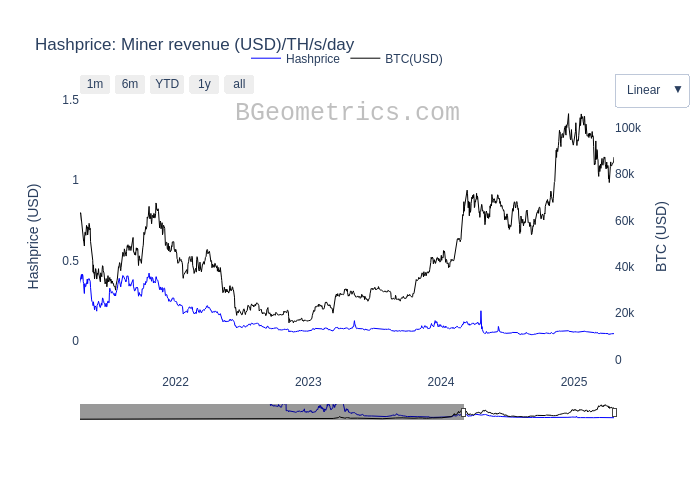 Hashprice: Miner revenue (USD)/TH/s/day
Hashprice BTC(USD)
1m 6m YTD 1y all
Linear ▼
BGeometrics.com
1.5
1
0.5
0
Hashprice (USD)
100k
80k
60k
40k
20k
0
BTC (USD)
2022 2023 2024 2025